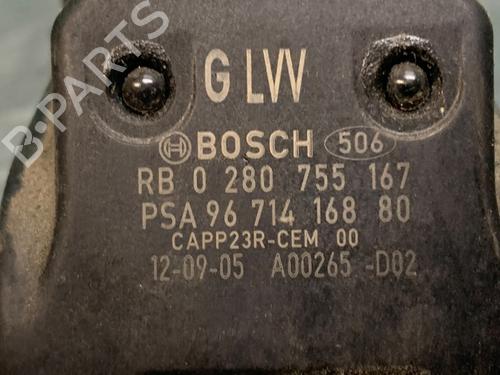 G LVV
BOSCH 506
RB 0 280 755 167
PSA 96 714 168 80
CAPP23R-CEM 00
12-09-05 A00265 -D02
B-PARTS